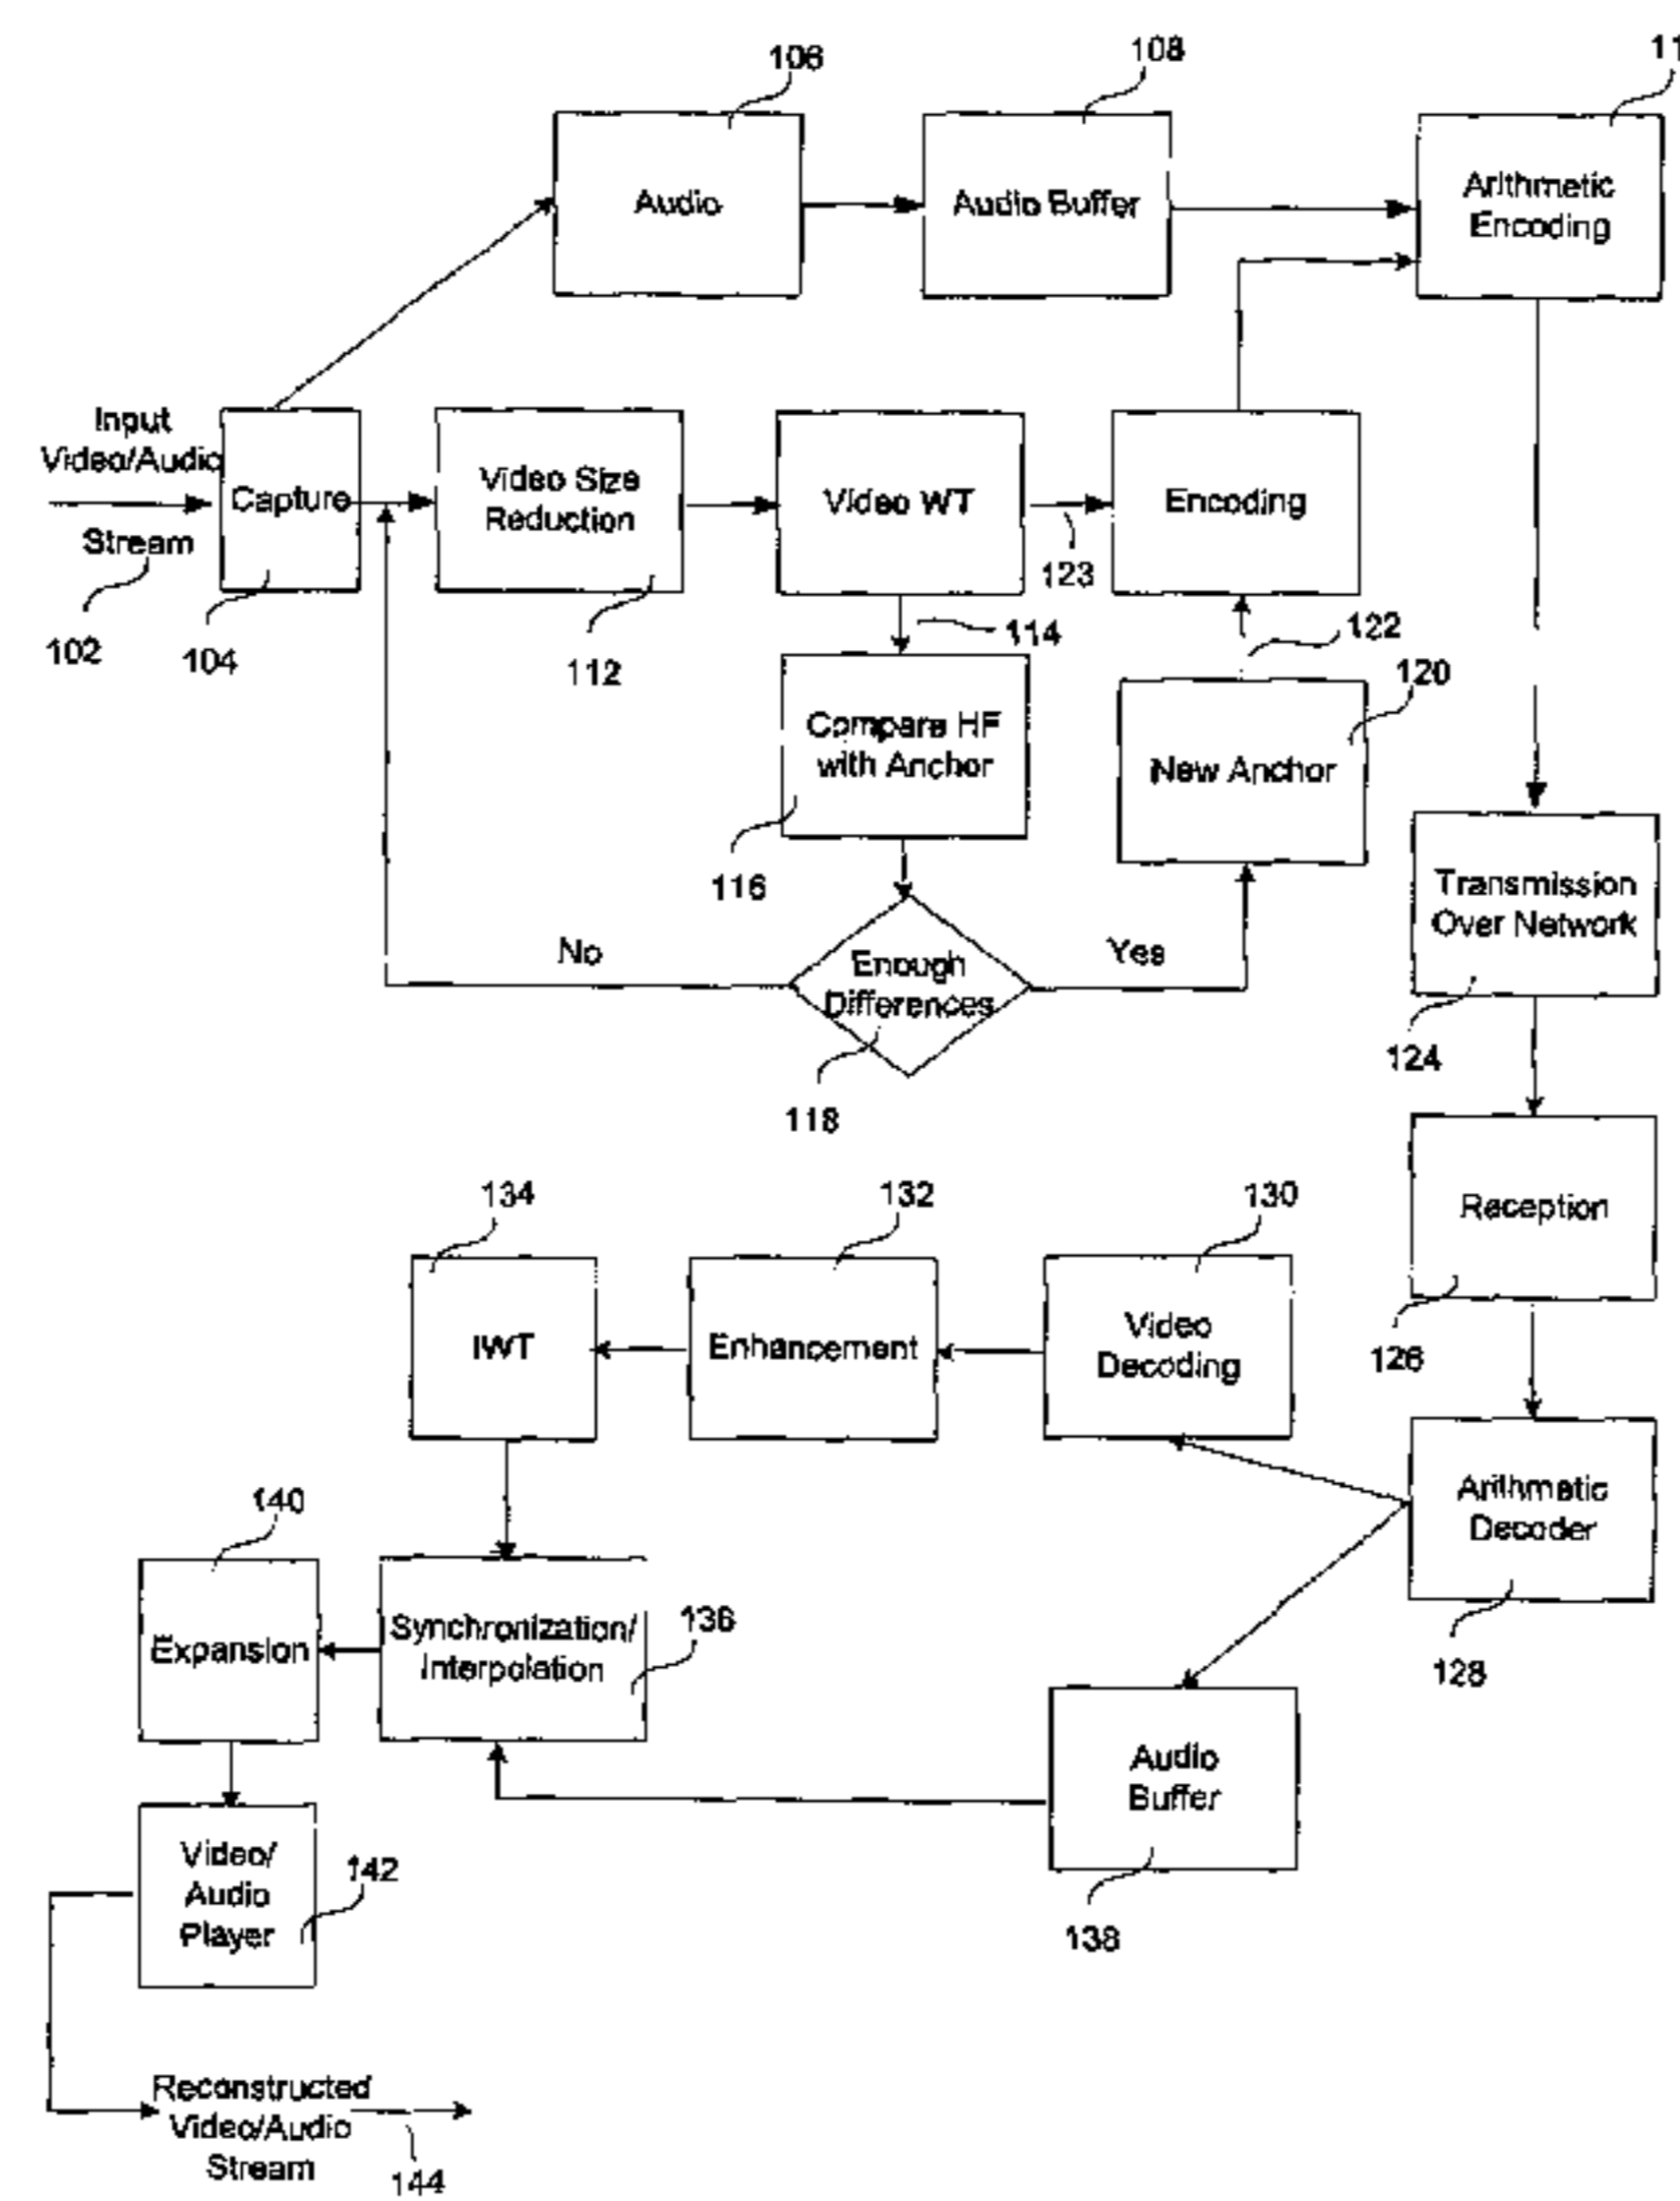 106
108
11
Audio
Audio Buffer
Arithmetic
Encoding
Input
Video/Audio
Stream
102
Capture
104
Video Size
Reduction
112
Video WT
123
Encoding
114
122
120
Compare HF
with Anchor
116
New Anchor
No
Enough
Differences
Yes
118
Transmission
Over Network
124
Reception
126
134
132
130
IWT
Enhancement
Video
Decoding
Arithmetic
Decoder
128
140
Expansion
Synchronization/
Interpolation
136
Audio
Buffer
138
Video/
Audio
Player
142
Reconstructed
Video/Audio
Stream
144